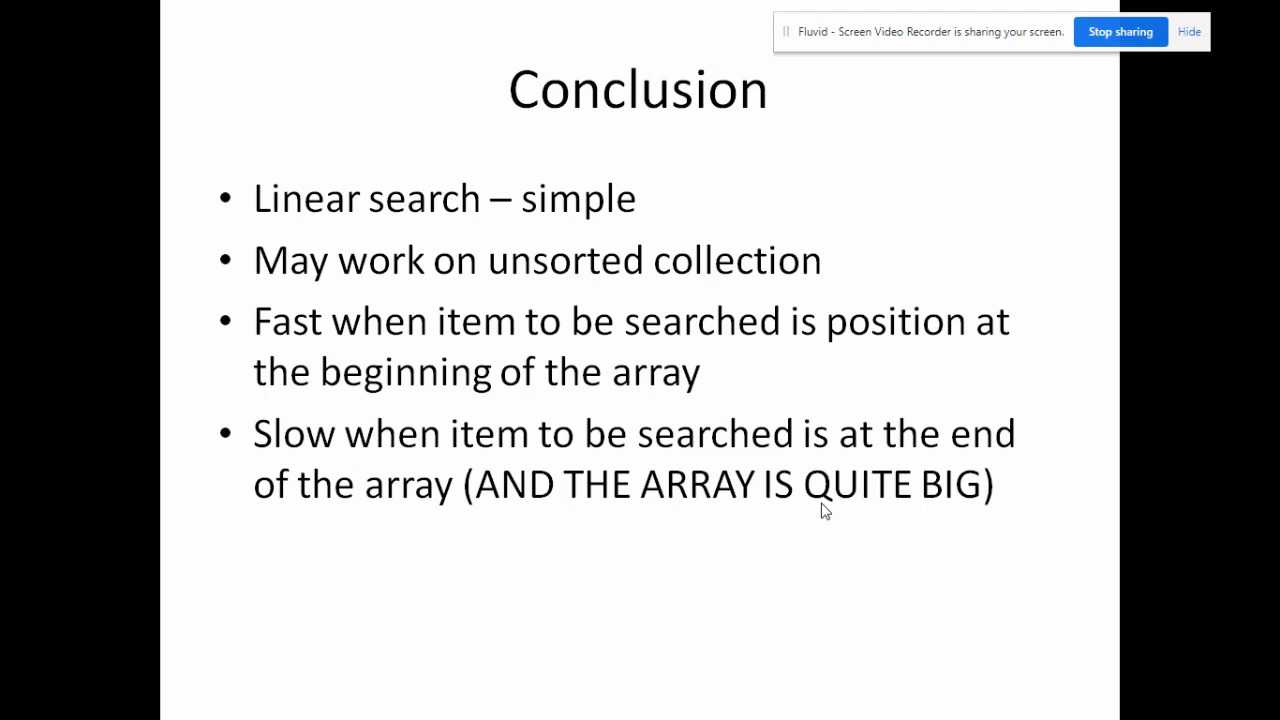 Fluvid - Screen Video Recorder is sharing your screen. Stop sharing Hide
Conclusion
• Linear search – simple
• May work on unsorted collection
• Fast when item to be searched is position at
the beginning of the array
• Slow when item to be searched is at the end
of the array (AND THE ARRAY IS QUITE BIG)